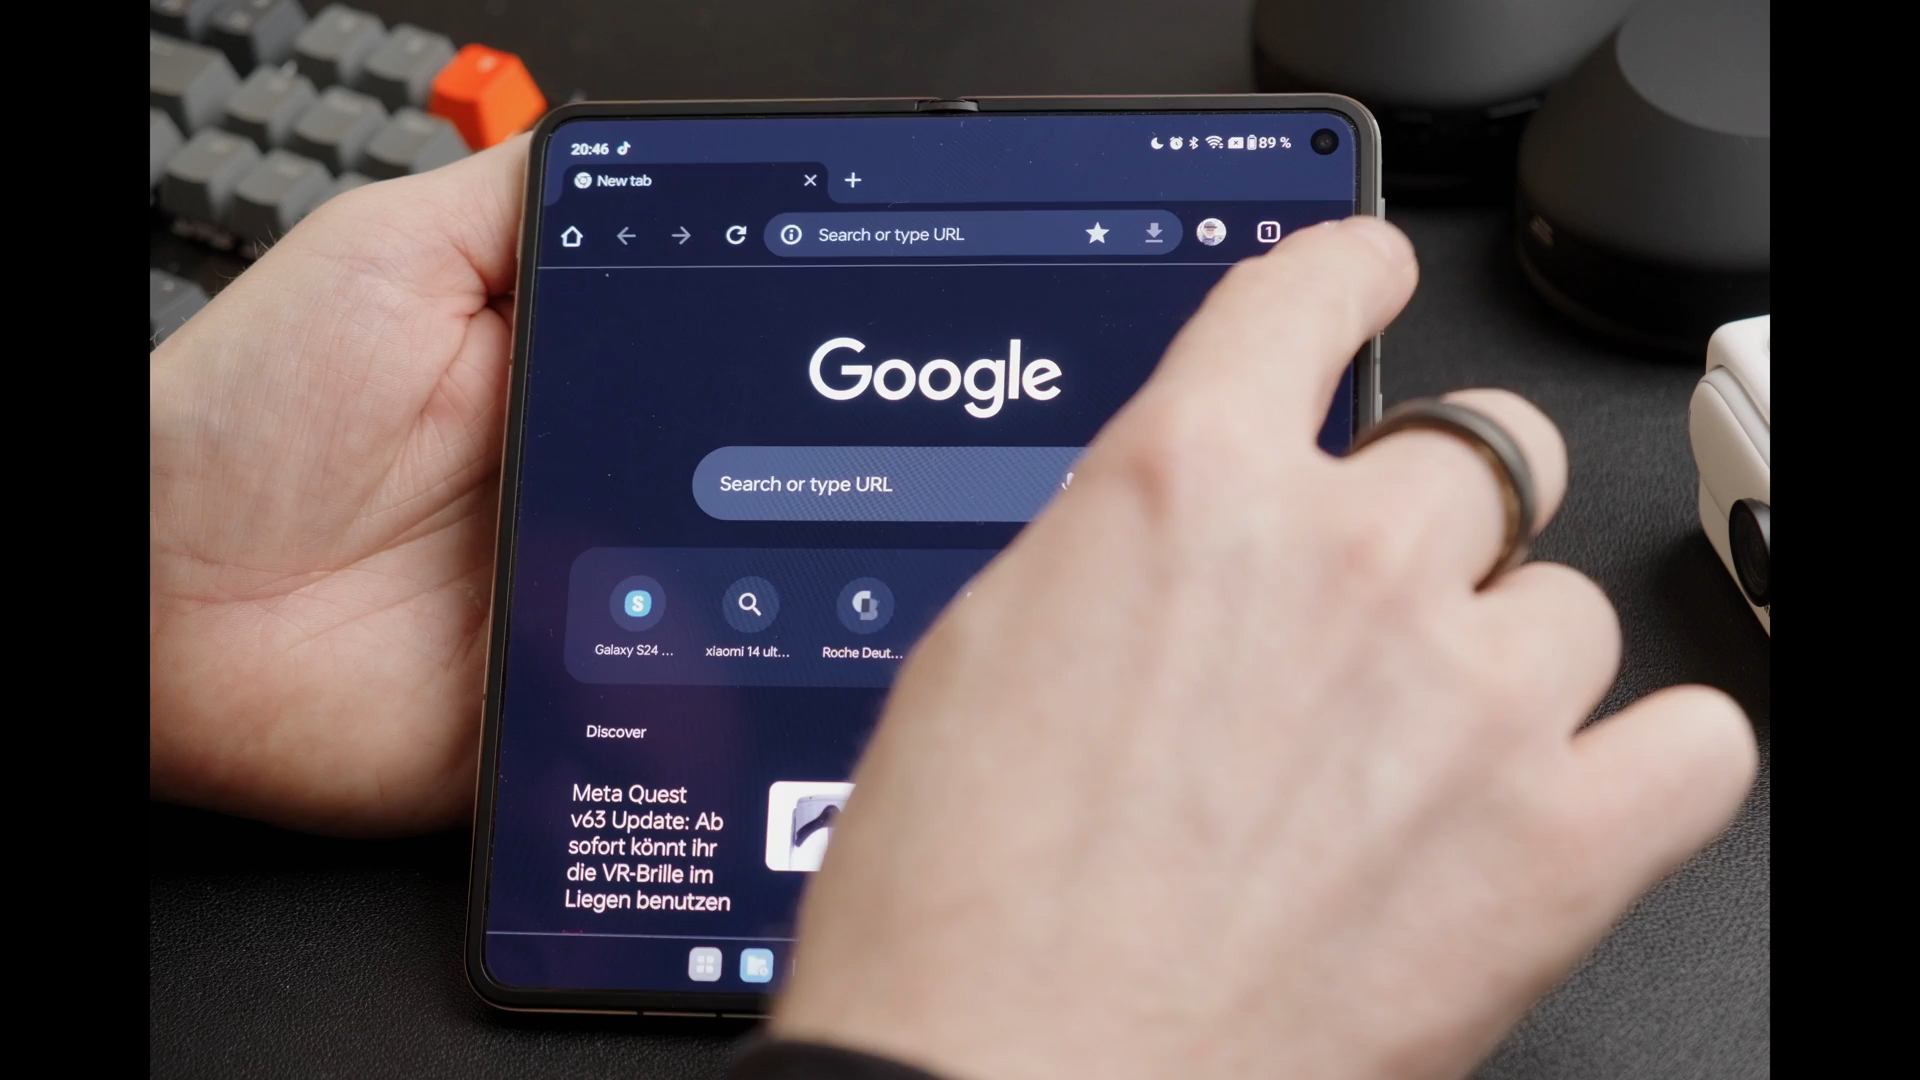 20:46
89 %
New tab
Search or type URL
1
Google
Search or type URL
S
Galaxy S24 ...
xiaomi 14 ult...
Roche Deut...
Discover
Meta Quest
v63 Update: Ab
sofort könnt ihr
die VR-Brille im
Liegen benutzen